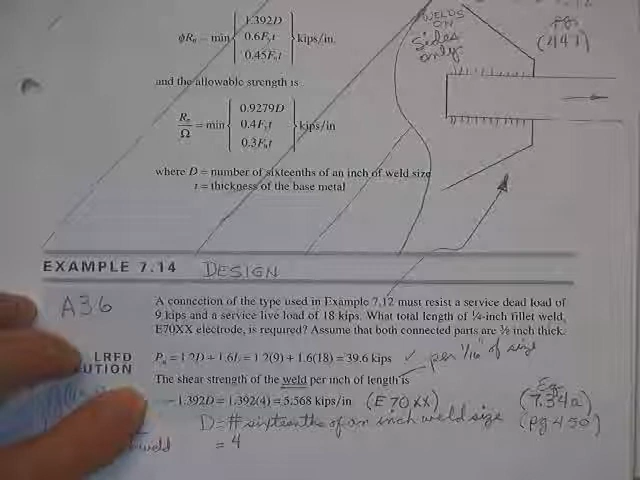 7.12
WELDS
ON
Sides
only
pg
(441)
ϕRn = min { 1.392D
0.6Fyt
0.45Fut } kips/in.
and the allowable strength is
Rn/Ω = min { 0.9279D
0.4Fyt
0.3Fut } kips/in
where D = number of sixteenths of an inch of weld size
t = thickness of the base metal
EXAMPLE 7.14 DESIGN
A36
A connection of the type used in Example 7.12 must resist a service dead load of
9 kips and a service live load of 18 kips. What total length of ¼-inch fillet weld,
E70XX electrode, is required? Assume that both connected parts are ⅜ inch thick.
LRFD Pu = 1.2D + 1.6L = 1.2(9) + 1.6(18) = 39.6 kips ✓ per 1/16" of size
UTION The shear strength of the weld per inch of length is
1.392D = 1.392(4) = 5.568 kips/in (E70XX) Eq.
(7.34a)
D = # sixteenths of an inch weld size (pg 450)
weld = 4